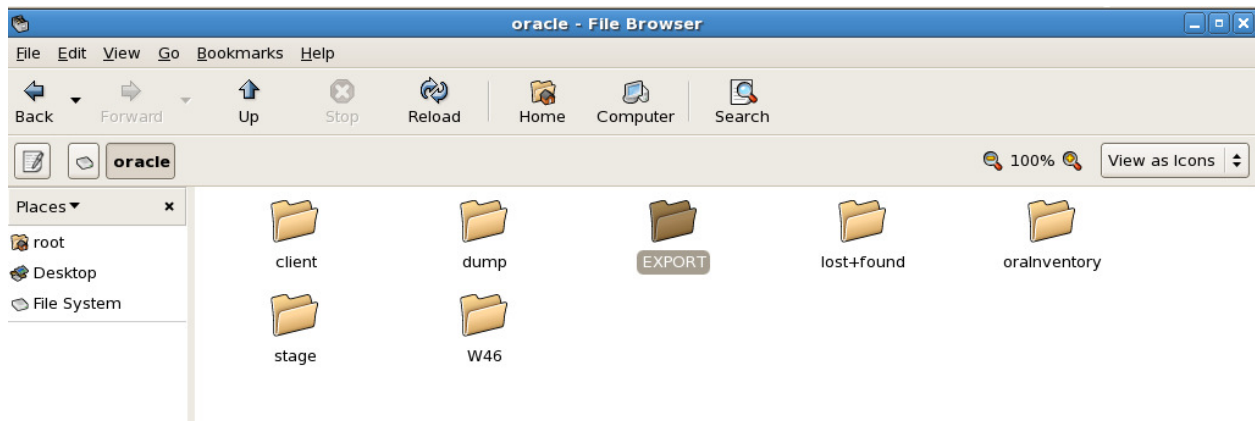 oracle - File Browser
File Edit View Go Bookmarks Help
Back Forward Up Stop Reload Home Computer Search
oracle 100% View as Icons
Places
root
Desktop
File System
client dump EXPORT lost+found oraInventory
stage W46